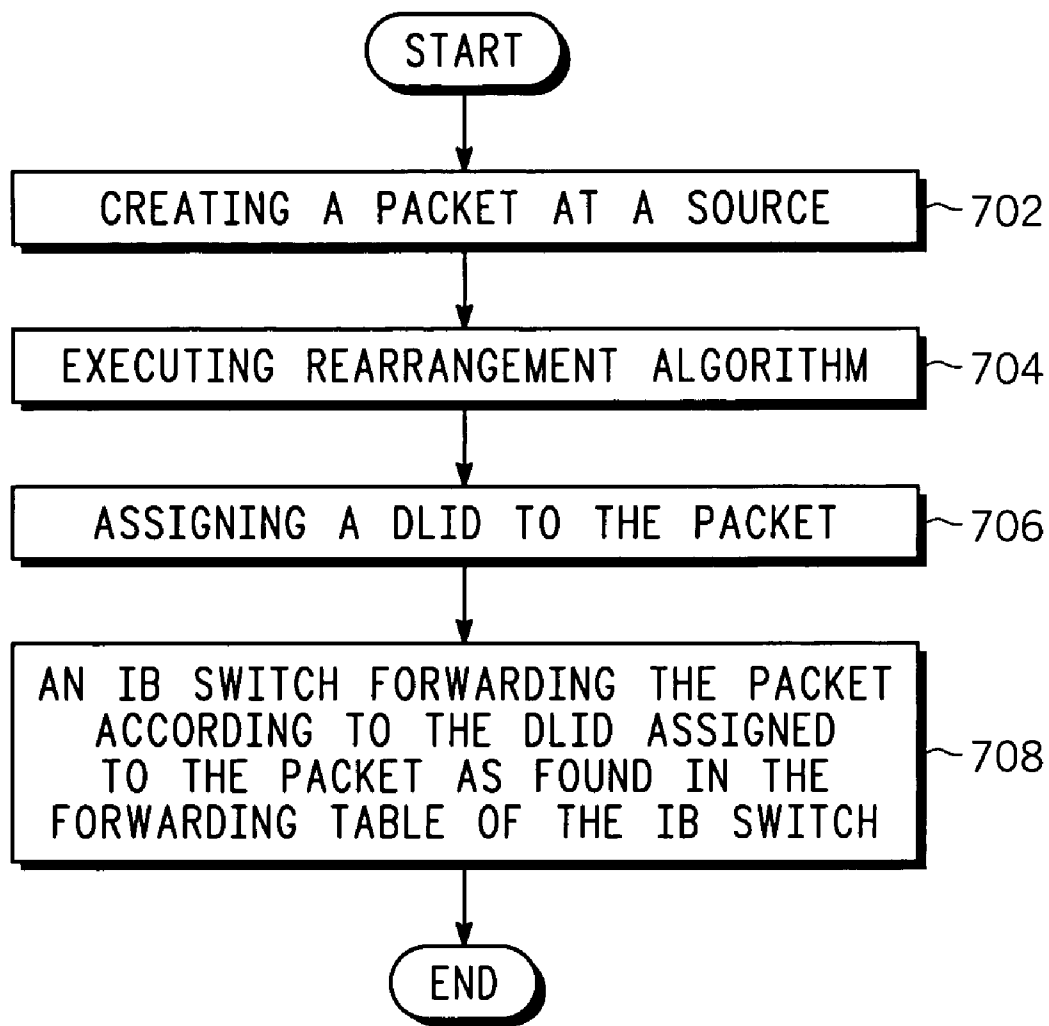 START
CREATING A PACKET AT A SOURCE
702
EXECUTING REARRANGEMENT ALGORITHM
704
ASSIGNING A DLID TO THE PACKET
706
AN IB SWITCH FORWARDING THE PACKET
ACCORDING TO THE DLID ASSIGNED
TO THE PACKET AS FOUND IN THE
FORWARDING TABLE OF THE IB SWITCH
708
END